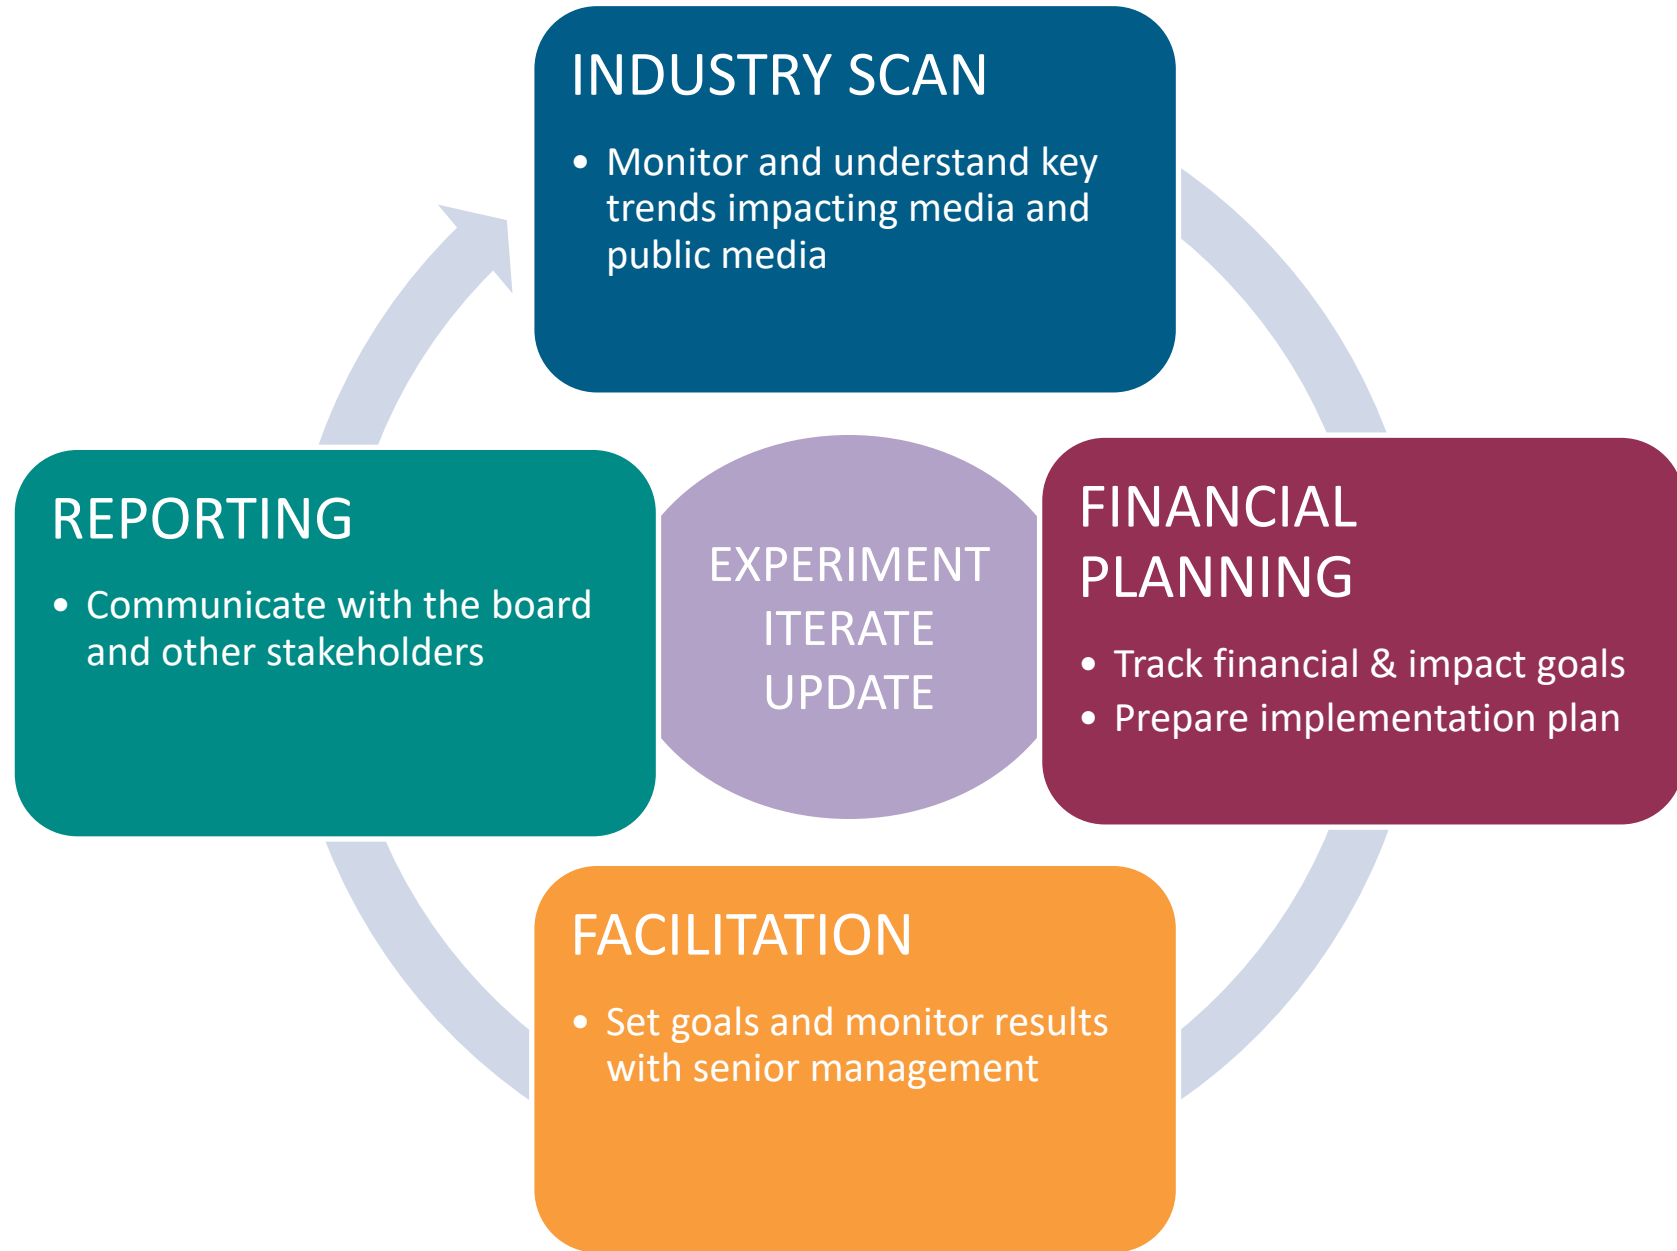 INDUSTRY SCAN
• Monitor and understand key
trends impacting media and
public media
FINANCIAL
PLANNING
• Track financial & impact goals
• Prepare implementation plan
FACILITATION
• Set goals and monitor results
with senior management
REPORTING
• Communicate with the board
and other stakeholders
EXPERIMENT
ITERATE
UPDATE